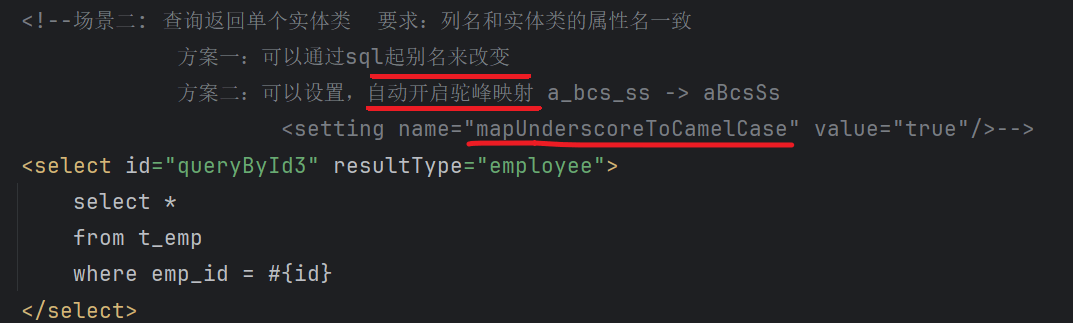 <!--场景二: 查询返回单个实体类  要求：列名和实体类的属性名一致
方案一：可以通过sql起别名来改变
方案二：可以设置，自动开启驼峰映射 a_bcs_ss -> aBcsSs
<setting name="mapUnderscoreToCamelCase" value="true"/>-->
<select id="queryById3" resultType="employee">
select *
from t_emp
where emp_id = #{id}
</select>